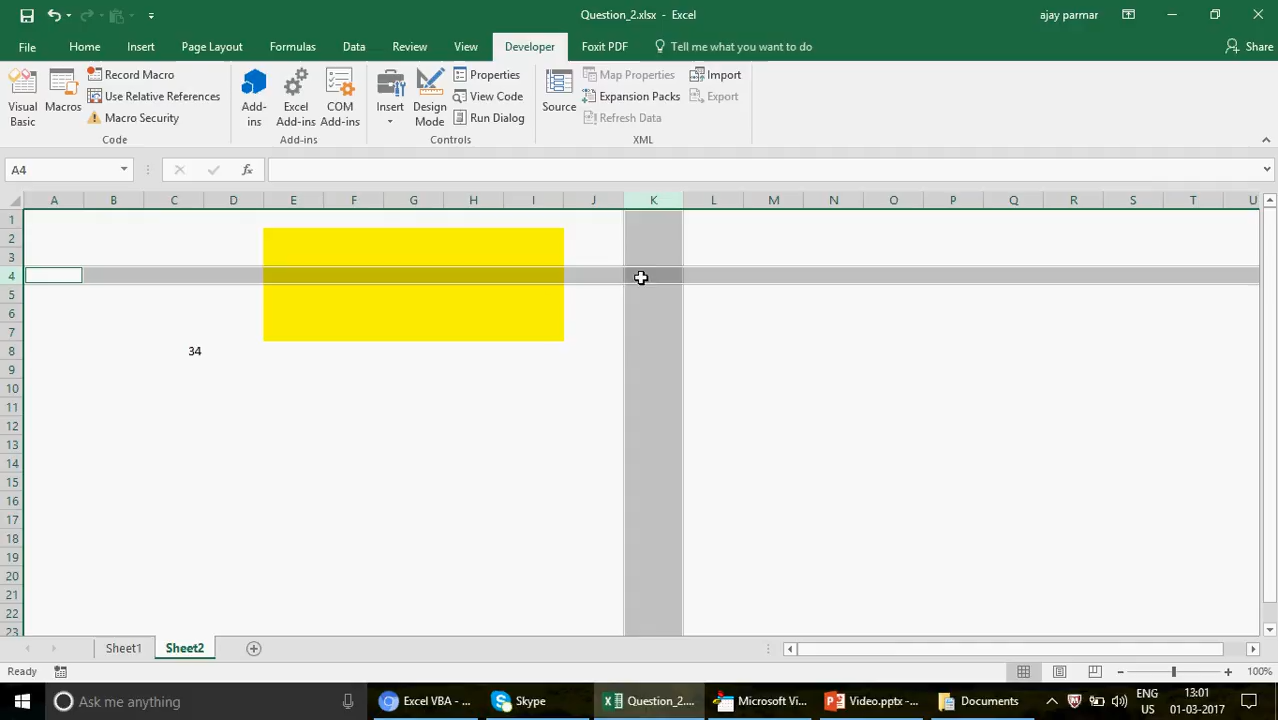 Question_2.xlsx - Excel
ajay parmar
File Home Insert Page Layout Formulas Data Review View Developer Foxit PDF Tell me what you want to do Share
Visual Basic
Macros
Record Macro
Use Relative References
Macro Security
Code
Add-ins
Excel Add-ins
COM Add-ins
Add-ins
Insert
Design Mode
Properties
View Code
Run Dialog
Controls
Source
Map Properties
Expansion Packs
Refresh Data
Import
Export
XML
A4 fx
A B C D E F G H I J K L M N O P Q R S T U
1
2
3
4
5
6
7
8 34
9
10
11
12
13
14
15
16
17
18
19
20
21
22
23
Sheet1 Sheet2
Ready 100%
Ask me anything Excel VBA - ... Skype Question_2.... Microsoft Vi... Video.pptx -... Documents ENG US 13:01 01-03-2017